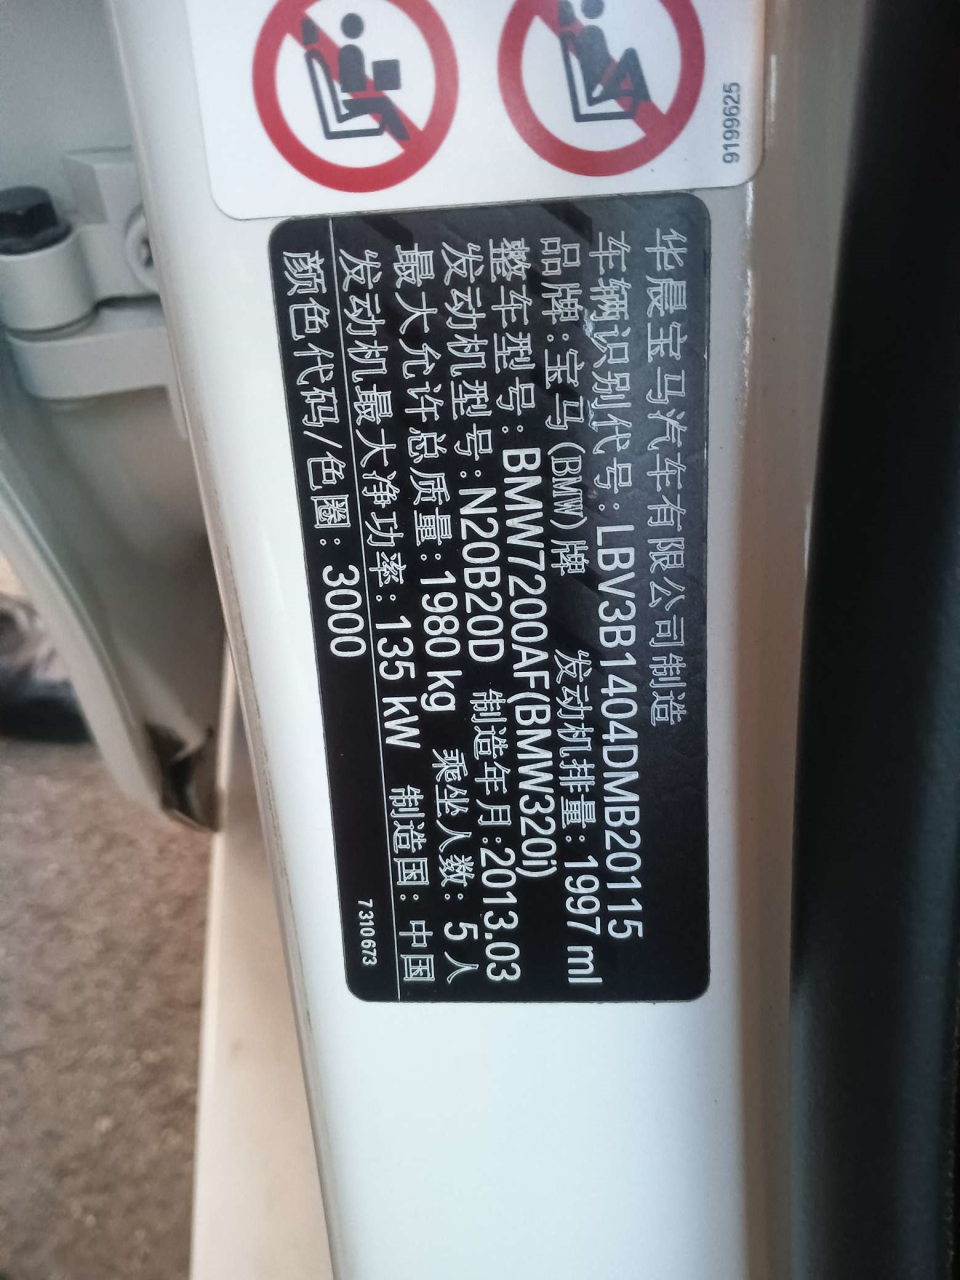 9199625
华晨宝马汽车有限公司制造
车辆识别代号:LBV3B1404DMB20115
品牌:宝马(BMW)牌 发动机排量:1997 ml
整车型号:BMW7200AF(BMW320i)
发动机型号:N20B20D 制造年月:2013.03
最大允许总质量:1980 kg 乘坐人数:5人
发动机最大净功率:135 kW 制造国:中国
颜色代码/色圈:3000
7310673